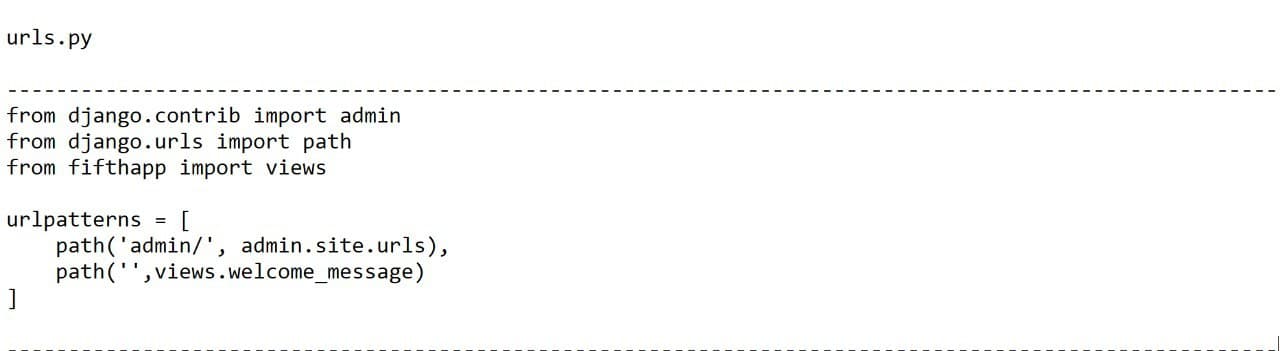 urls.py
--------------------------------------------------------------------------------------------------------
from django.contrib import admin
from django.urls import path
from fifthapp import views
urlpatterns = [
    path('admin/', admin.site.urls),
    path('',views.welcome_message)
]
--------------------------------------------------------------------------------------------------------